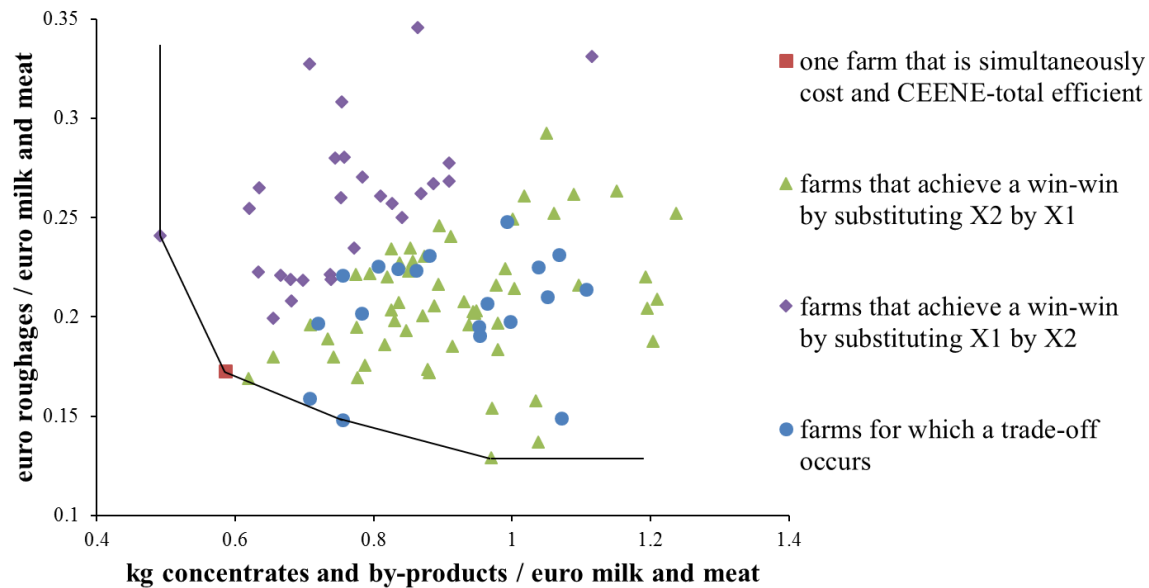 0.35
0.3
0.25
0.2
0.15
0.1
0.4
0.6
0.8
1
1.2
1.4
euro roughages / euro milk and meat
kg concentrates and by-products / euro milk and meat
one farm that is simultaneously
cost and CEENE-total efficient
farms that achieve a win-win
by substituting X2 by X1
farms that achieve a win-win
by substituting X1 by X2
farms for which a trade-off
occurs